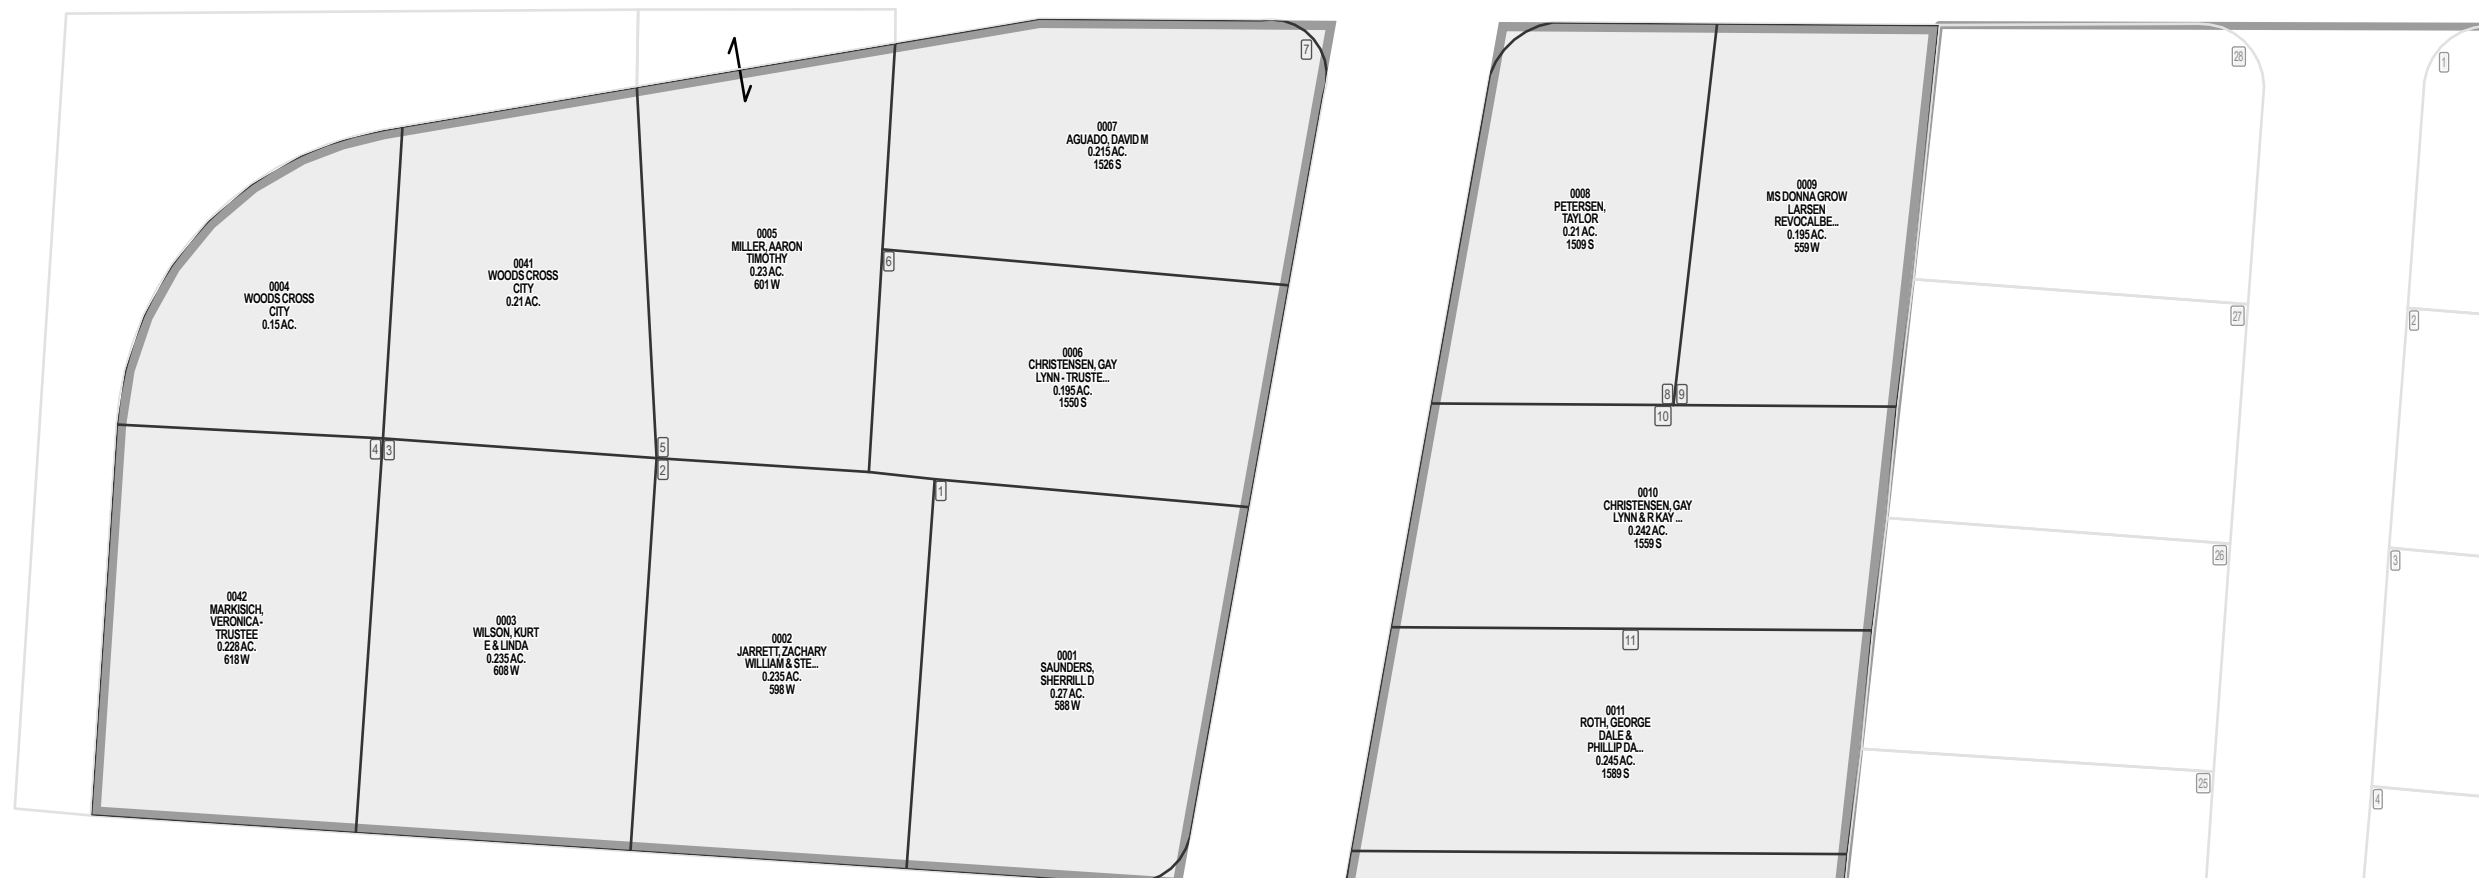 7
0007
AGUADO, DAVID M
0.215 AC.
1526 S
28
1
0008
PETERSEN,
TAYLOR
0.21 AC.
1509 S
0009
MS DONNA GROW
LARSEN
REVOCALBE...
0.195 AC.
559 W
0005
MILLER, AARON
TIMOTHY
0.23 AC.
601 W
6
0041
WOODS CROSS
CITY
0.21 AC.
0004
WOODS CROSS
CITY
0.15 AC.
27
2
0006
CHRISTENSEN, GAY
LYNN - TRUSTE...
0.195 AC.
1550 S
8
9
10
4
3
5
2
1
0010
CHRISTENSEN, GAY
LYNN & R KAY ...
0.242 AC.
1559 S
26
3
0042
MARKISICH,
VERONICA -
TRUSTEE
0.228 AC.
618 W
0003
WILSON, KURT
E & LINDA
0.235 AC.
608 W
0002
JARRETT, ZACHARY
WILLIAM & STE...
0.235 AC.
598 W
0001
SAUNDERS,
SHERRILL D
0.27 AC.
588 W
11
0011
ROTH, GEORGE
DALE &
PHILLIP DA...
0.245 AC.
1589 S
25
4